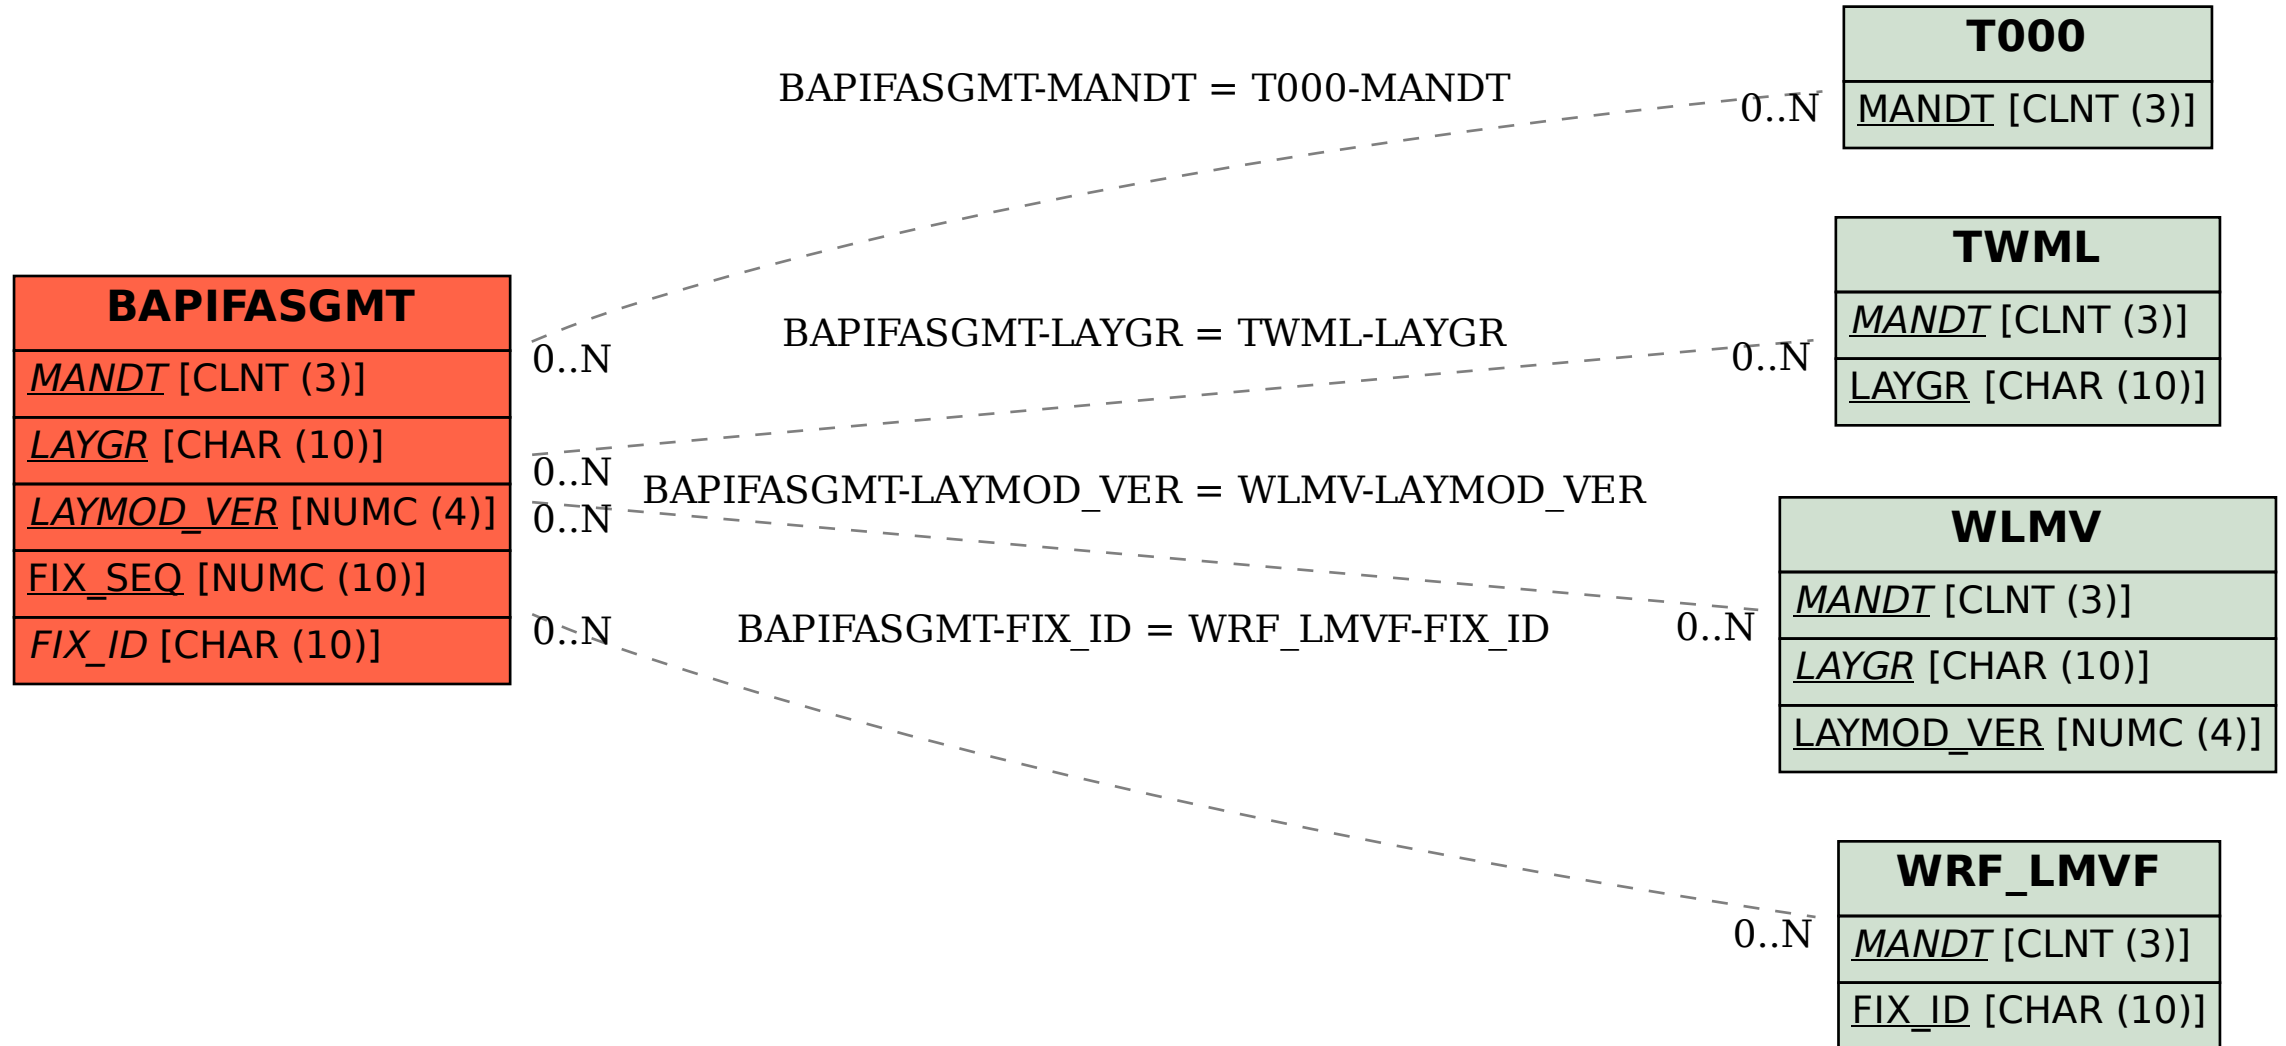 BAPIFASGMT
MANDT [CLNT (3)]
LAYGR [CHAR (10)]
LAYMOD_VER [NUMC (4)]
FIX_SEQ [NUMC (10)]
FIX_ID [CHAR (10)]
BAPIFASGMT-MANDT = T000-MANDT
0..N
0..N
BAPIFASGMT-LAYGR = TWML-LAYGR
0..N
0..N
BAPIFASGMT-LAYMOD_VER = WLMV-LAYMOD_VER
0..N
0..N
BAPIFASGMT-FIX_ID = WRF_LMVF-FIX_ID
0..N
0..N
T000
MANDT [CLNT (3)]
TWML
MANDT [CLNT (3)]
LAYGR [CHAR (10)]
WLMV
MANDT [CLNT (3)]
LAYGR [CHAR (10)]
LAYMOD_VER [NUMC (4)]
WRF_LMVF
MANDT [CLNT (3)]
FIX_ID [CHAR (10)]